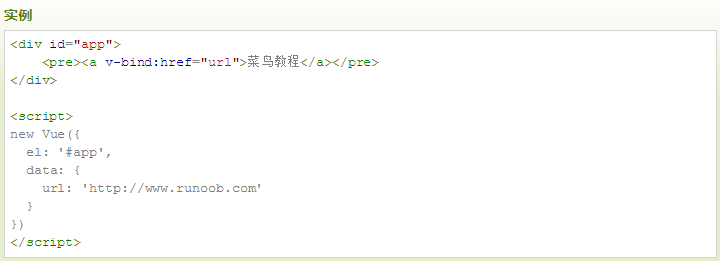 实例
<div id="app">
    <pre><a v-bind:href="url">菜鸟教程</a></pre>
</div>

<script>
new Vue({
  el: '#app',
  data: {
    url: 'http://www.runoob.com'
  }
})
</script>